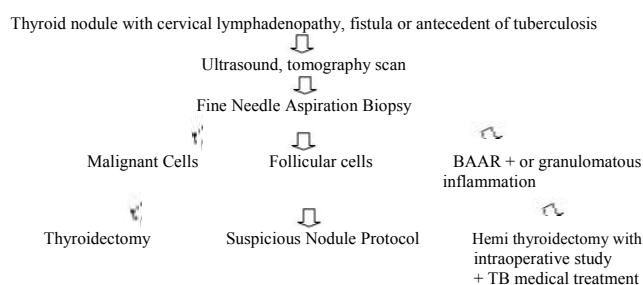 Thyroid nodule with cervical lymphadenopathy, fistula or antecedent of tuberculosis
Ultrasound, tomography scan
Fine Needle Aspiration Biopsy
Malignant Cells
Follicular cells
BAAR + or granulomatous
inflammation
Thyroidectomy
Suspicious Nodule Protocol
Hemi thyroidectomy with
intraoperative study
+ TB medical treatment